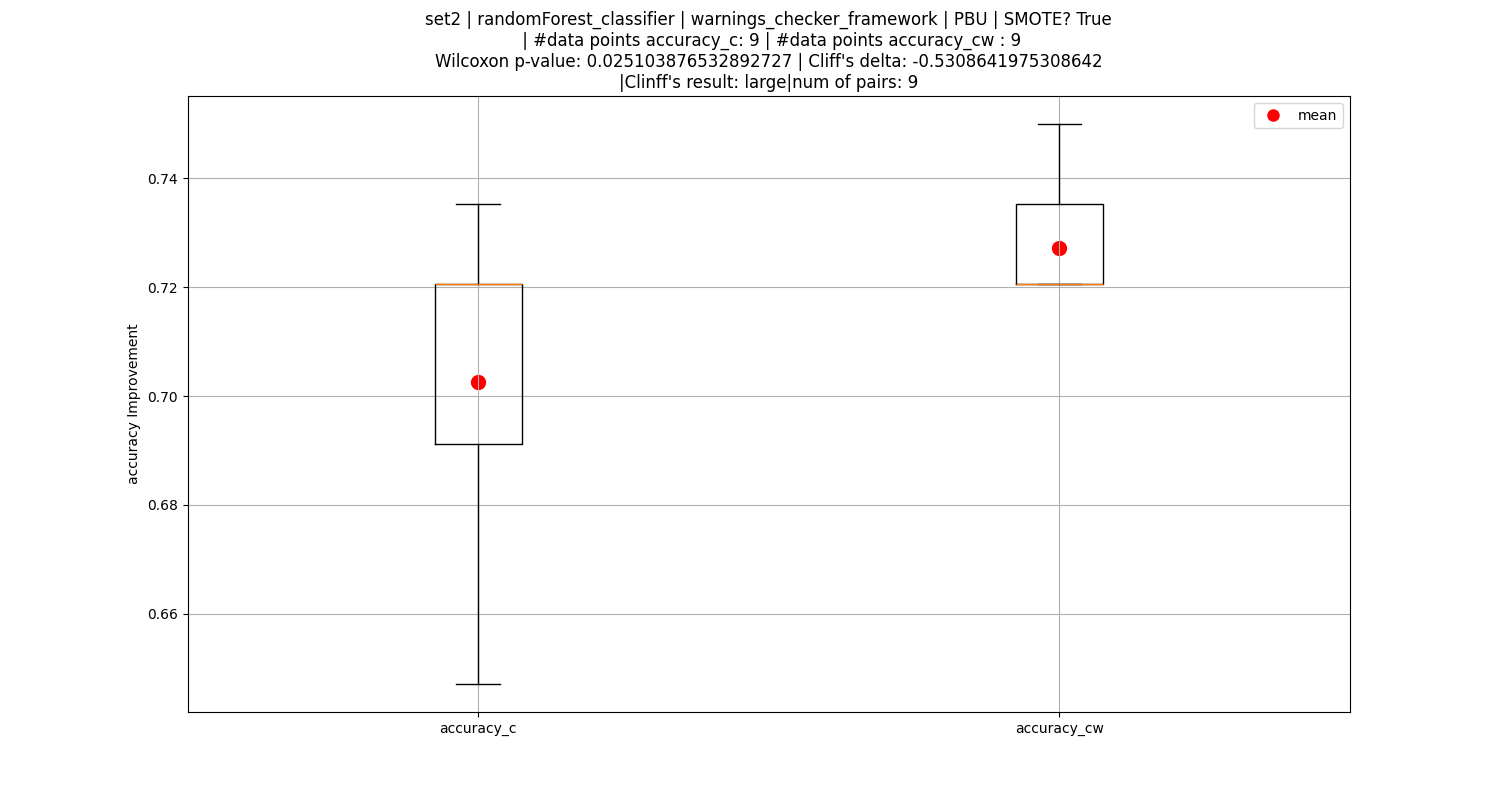 set2 | randomForest_classifier | warnings_checker_framework | PBU | SMOTE? True
| #data points accuracy_c: 9 | #data points accuracy_cw : 9
Wilcoxon p-value: 0.025103876532892727 | Cliff's delta: -0.5308641975308642
|Clinff's result: large|num of pairs: 9
mean
0.74
0.72
0.70
0.68
0.66
accuracy Improvement
accuracy_c
accuracy_cw